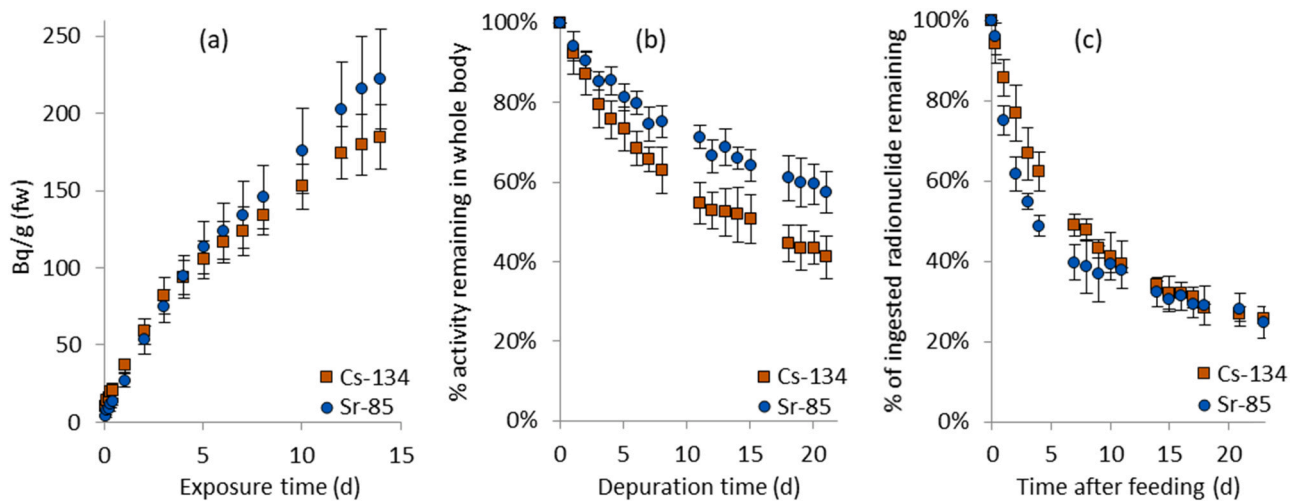 (a)
Bq/g (fw)
250
200
150
100
50
0
0 5 10 15
Exposure time (d)
Cs-134
Sr-85
(b)
% activity remaining in whole body
100%
80%
60%
40%
20%
0%
0 5 10 15 20
Depuration time (d)
Cs-134
Sr-85
(c)
% of ingested radionuclide remaining
100%
80%
60%
40%
20%
0%
0 5 10 15 20
Time after feeding (d)
Cs-134
Sr-85